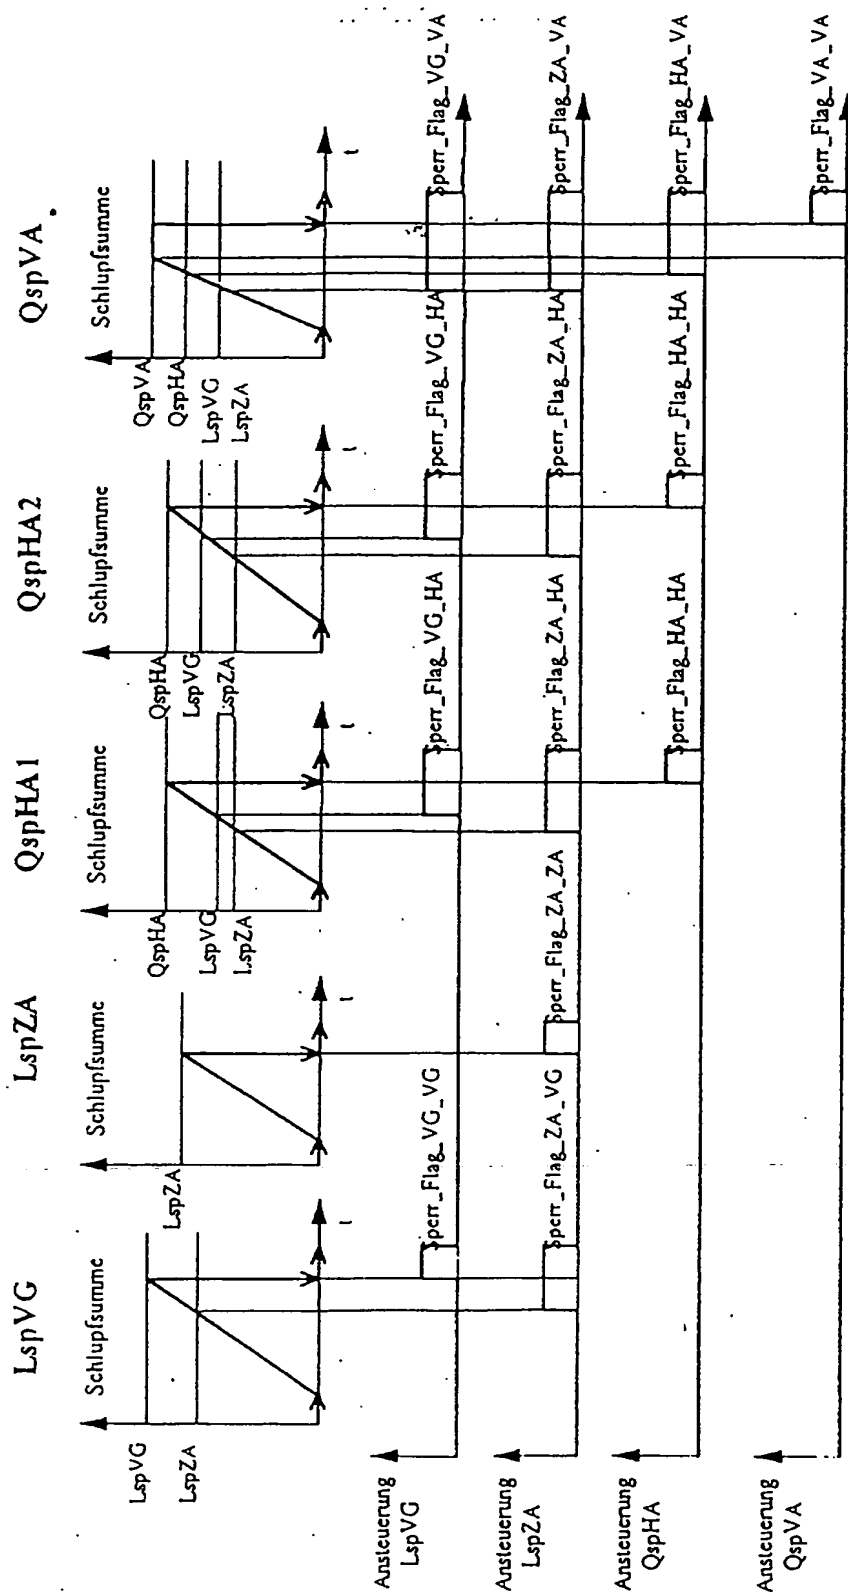 LspVG
LspZA
QspHA1
QspHA2
QspVA
Schlupfsumme
Schlupfsumme
Schlupfsumme
Schlupfsumme
Schlupfsumme
LspVG
LspZA
t
LspZA
t
QspHA
LspVG
LspZA
t
QspHA
LspVG
LspZA
t
QspVA
QspHA
LspVG
LspZA
t
Ansteuerung
LspVG
Sperr_Flag_VG_VG
Sperr_Flag_VG_HA
Sperr_Flag_VG_HA
Sperr_Flag_VG_VA
Ansteuerung
LspZA
Sperr_Flag_ZA_VG
Sperr_Flag_ZA_ZA
Sperr_Flag_ZA_HA
Sperr_Flag_ZA_HA
Sperr_Flag_ZA_VA
Ansteuerung
QspHA
Sperr_Flag_HA_HA
Sperr_Flag_HA_HA
Sperr_Flag_HA_VA
Ansteuerung
QspVA
Sperr_Flag_VA_VA